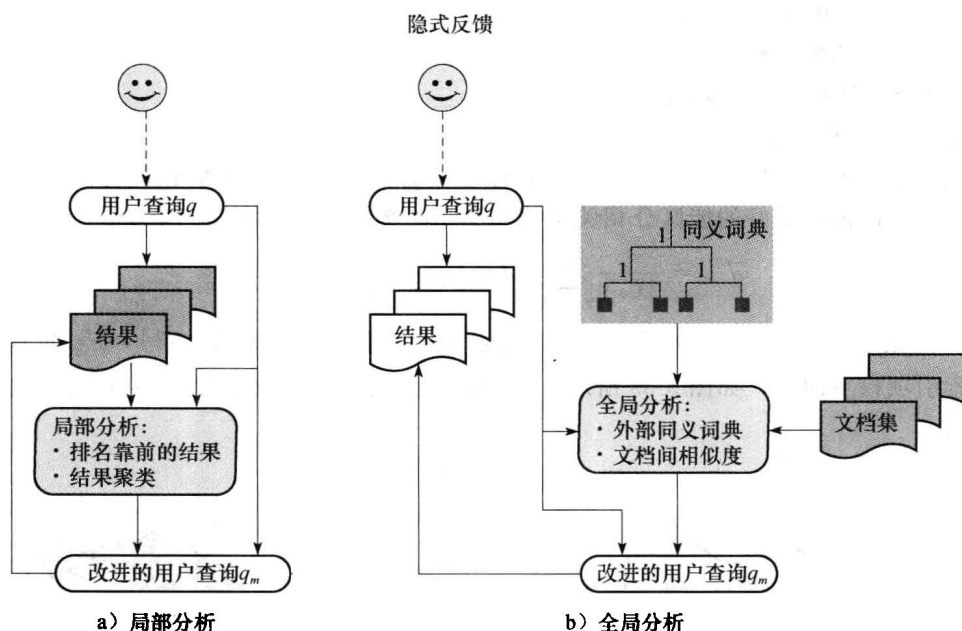 隐式反馈
用户查询q
结果
局部分析:
· 排名靠前的结果
· 结果聚类
改进的用户查询qm
a) 局部分析
用户查询q
结果
1 同义词典
1 1
全局分析:
· 外部同义词典
· 文档间相似度
文档集
改进的用户查询qm
b) 全局分析